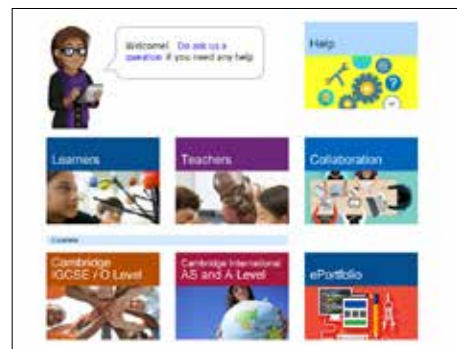 Welcome! Do ask us a
question if you need any help
Help
Learners
Teachers
Collaboration
Courses
Cambridge
IGCSE / O Level
Cambridge International
AS and A Level
ePortfolio